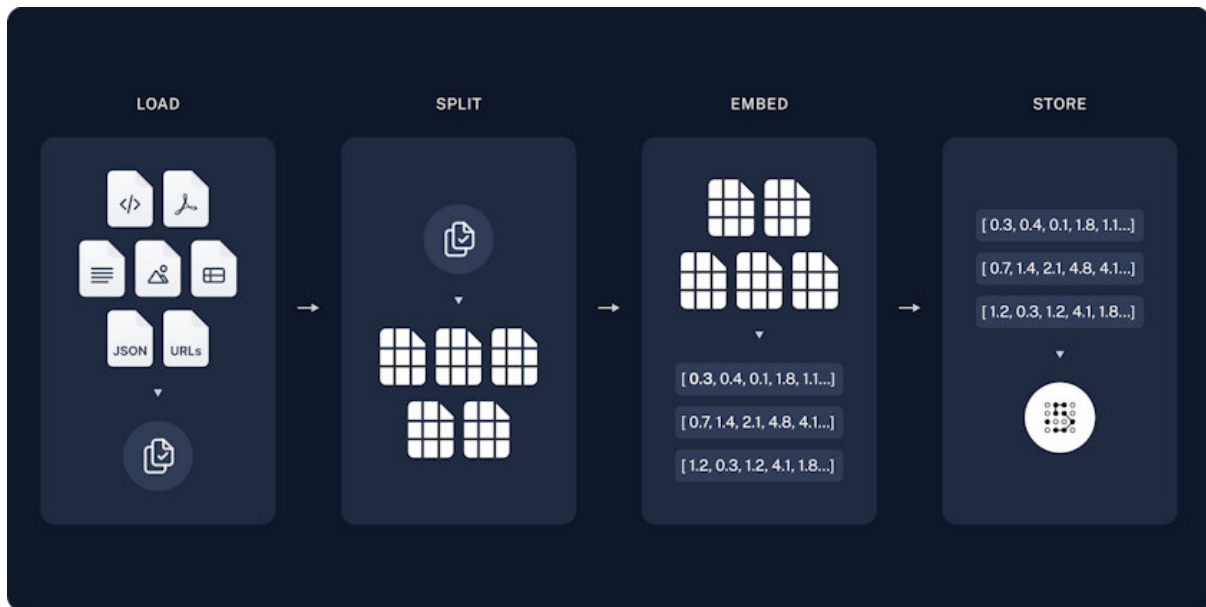 LOAD
SPLIT
EMBED
STORE
</>
JSON
URLs
[ 0.3, 0.4, 0.1, 1.8, 1.1...]
[ 0.7, 1.4, 2.1, 4.8, 4.1...]
[ 1.2, 0.3, 1.2, 4.1, 1.8...]
[ 0.3, 0.4, 0.1, 1.8, 1.1...]
[ 0.7, 1.4, 2.1, 4.8, 4.1...]
[ 1.2, 0.3, 1.2, 4.1, 1.8...]